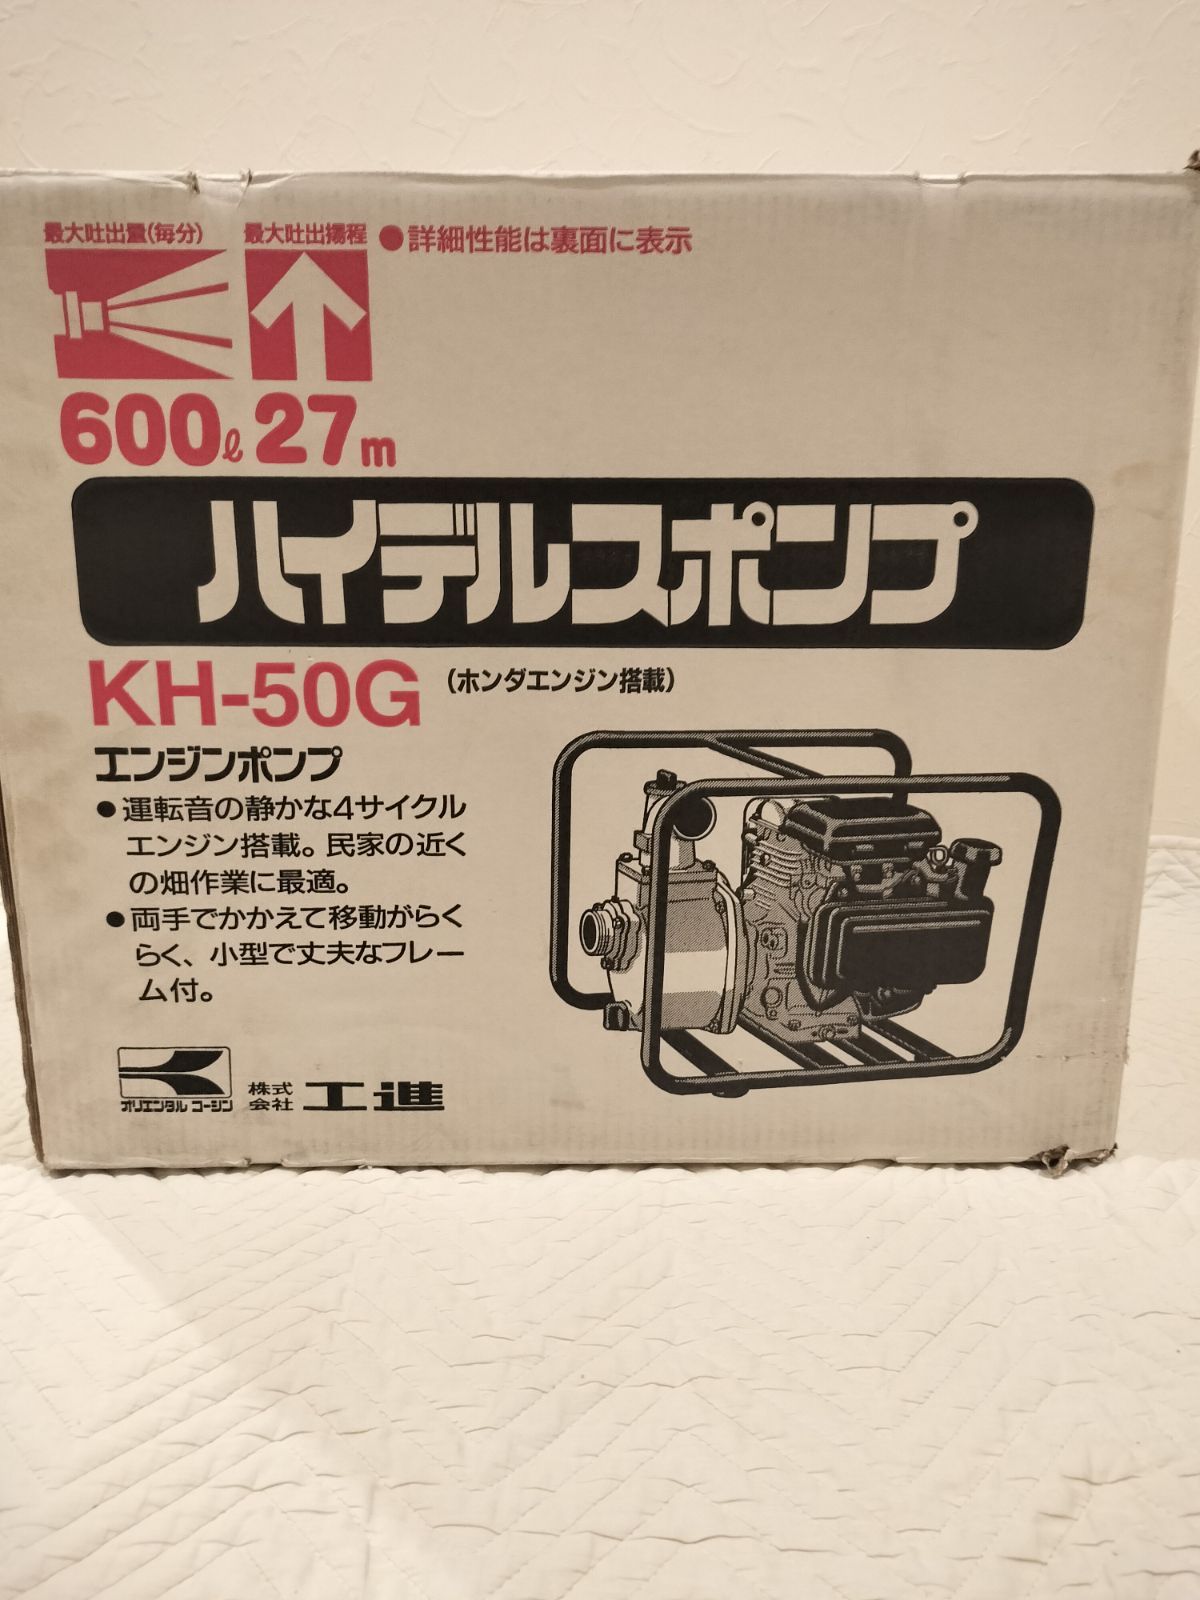 最大吐出量(毎分)
最大吐出揚程
●詳細性能は裏面に表示
600ℓ
27m
ハイデルスポンプ
KH-50G
(ホンダエンジン搭載)
エンジンポンプ
●運転音の静かな4サイクル
エンジン搭載。民家の近く
の畑作業に最適。
●両手でかかえて移動がらく
らく、小型で丈夫なフレー
ム付。
オリエンタル コーシン
株式会社 工進